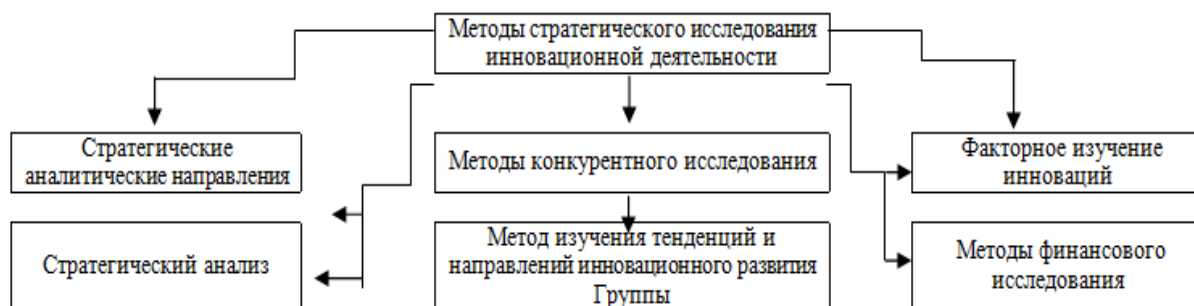 Методы стратегического исследования
инновационной деятельности
Стратегические
аналитические направления
Методы конкурентного исследования
Факторное изучение
инноваций
Стратегический анализ
Метод изучения тенденций и
направлений инновационного развития
Группы
Методы финансового
исследования